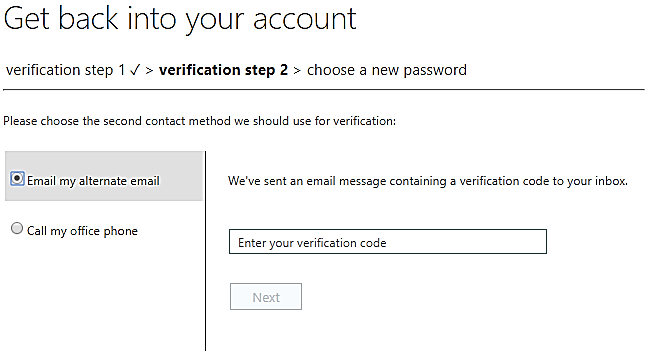 Get back into your account
verification step 1 ✓ > verification step 2 > choose a new password
Please choose the second contact method we should use for verification:
Email my alternate email
We've sent an email message containing a verification code to your inbox.
Call my office phone
Enter your verification code
Next